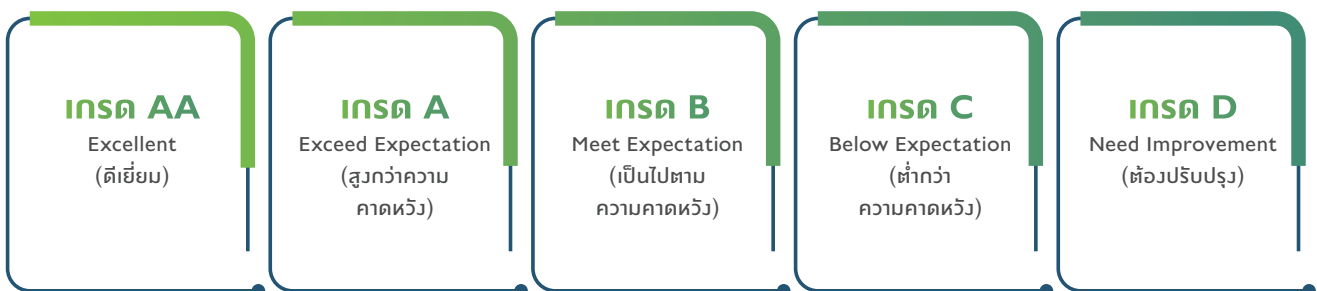 เกรด AA
Excellent
(ดีเยี่ยม)
เกรด A
Exceed Expectation
(สูงกว่าความ
คาดหวัง)
เกรด B
Meet Expectation
(เป็นไปตาม
ความคาดหวัง)
เกรด C
Below Expectation
(ต่ำกว่า
ความคาดหวัง)
เกรด D
Need Improvement
(ต้องปรับปรุง)